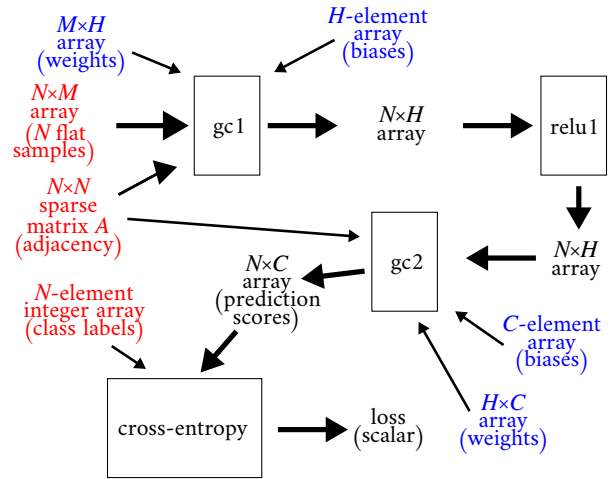 M×H
array
(weights)
H-element
array
(biases)
N×M
array
(N flat
samples)
gc1
N×H
array
relu1
N×N
sparse
matrix A
(adjacency)
gc2
N×H
array
N×C
array
(prediction
scores)
N-element
integer array
(class labels)
C-element
array
(biases)
cross-entropy
loss
(scalar)
H×C
array
(weights)